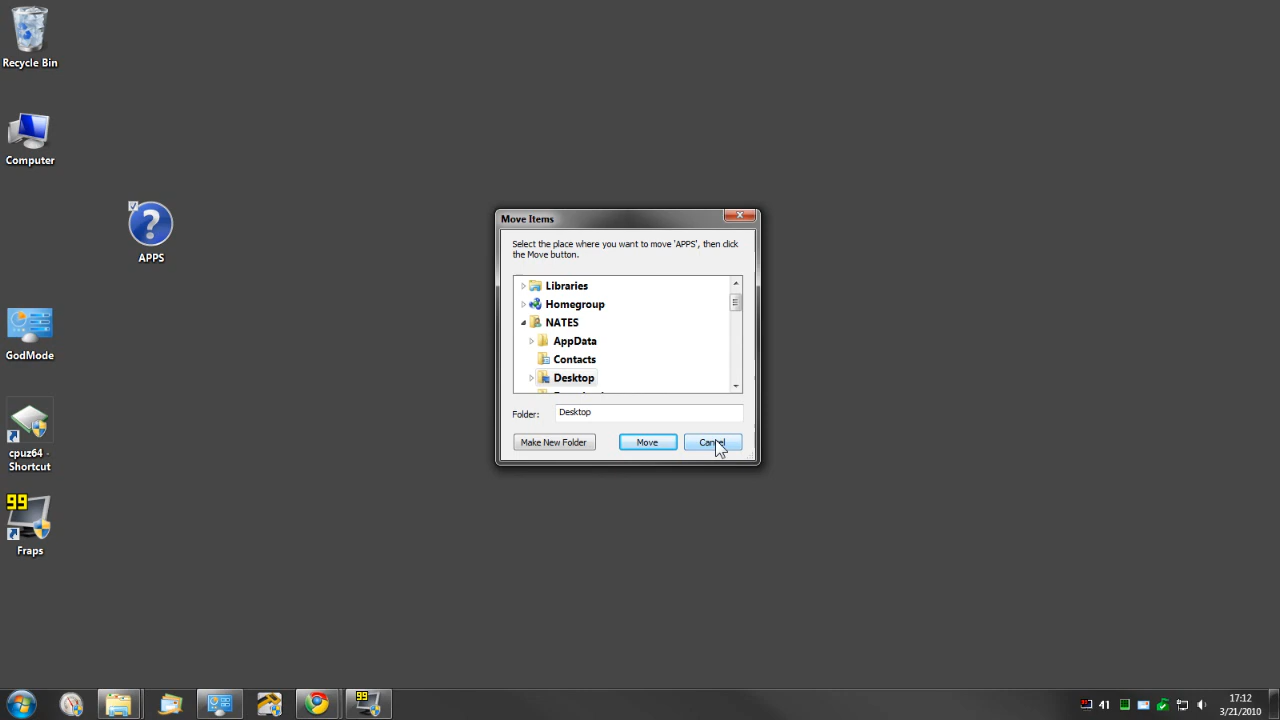 Recycle Bin
Computer
APPS
GodMode
cpuz64 -
Shortcut
99
Fraps
Move Items
Select the place where you want to move 'APPS', then click
the Move button.
Libraries
Homegroup
NATES
AppData
Contacts
Desktop
Folder: Desktop
Make New Folder Move Cancel
99
41
17:12
3/21/2010